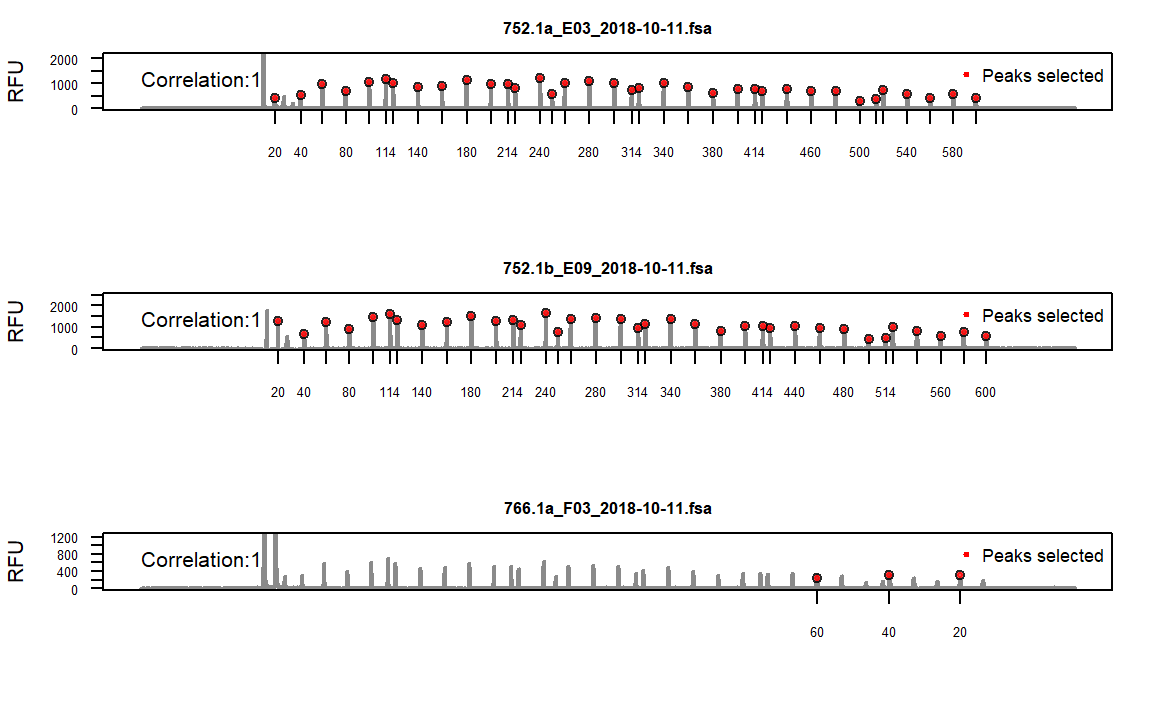 752.1a_E03_2018-10-11.fsa
RFU
2000
1000
0
Correlation:1
Peaks selected
20 40 80 114 140 180 214 240 280 314 340 380 414 460 500 540 580
752.1b_E09_2018-10-11.fsa
RFU
2000
1000
0
Correlation:1
Peaks selected
20 40 80 114 140 180 214 240 280 314 340 380 414 440 480 514 560 600
766.1a_F03_2018-10-11.fsa
RFU
1200
800
400
0
Correlation:1
Peaks selected
60 40 20